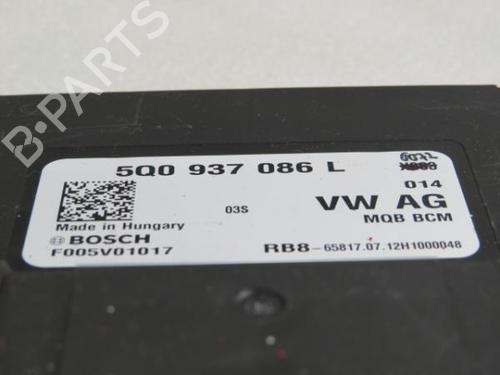 B-PARTS
5Q0 937 086 L
014
03S
VW AG
MQB BCM
Made in Hungary
BOSCH
F005V01017
RB8-65817.07.12H1000048